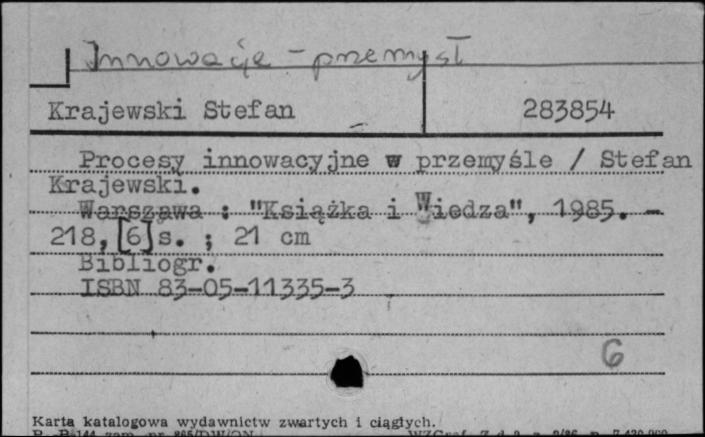 Innowacje - przemysł
Krajewski Stefan 283854
Procesy innowacyjne w przemyśle / Stefan
Krajewski.
Warszawa : "Książka i Wiedza", 1985. -
218, [6] s. ; 21 cm
Bibliogr.
ISBN 83-05-11335-3
6
Karta katalogowa wydawnictw zwartych i ciągłych.